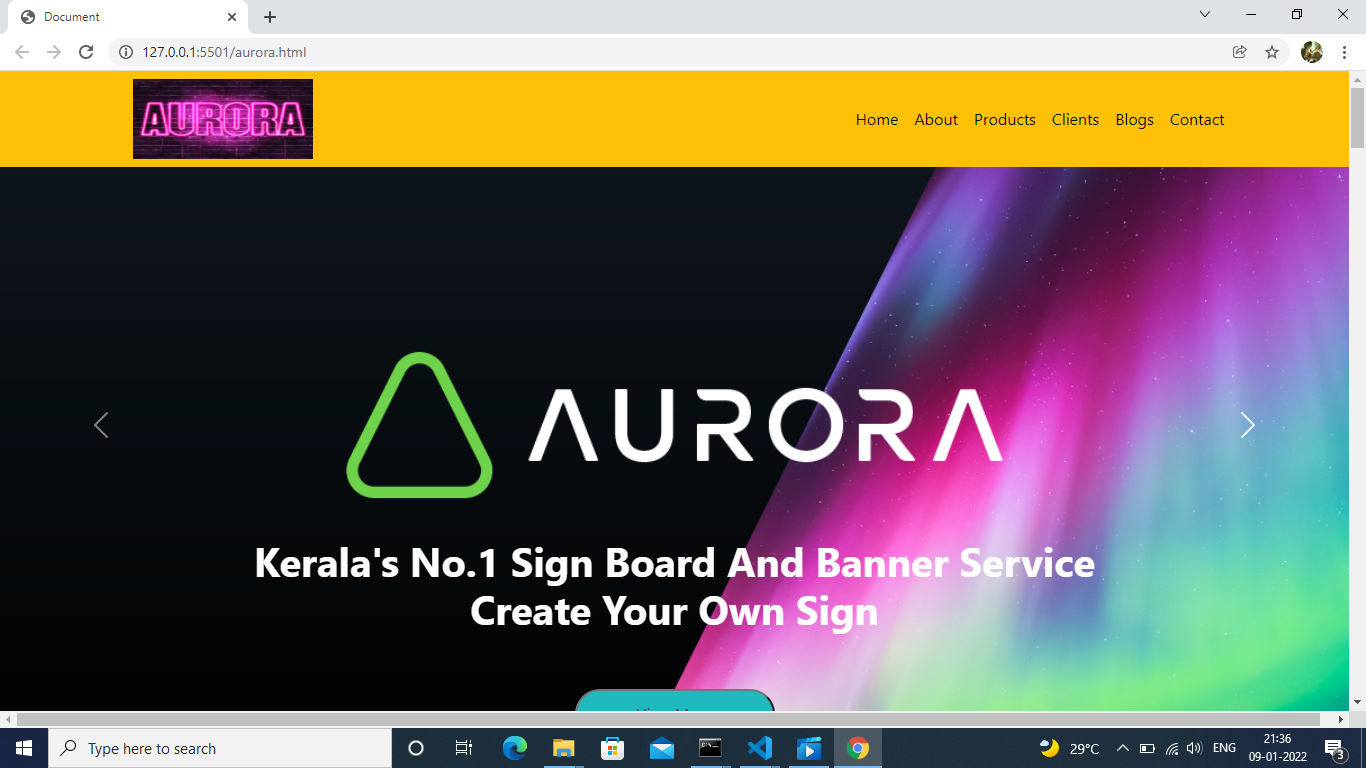 Document
127.0.0.1:5501/aurora.html
AURORA
Home About Products Clients Blogs Contact
AURORA
Kerala's No.1 Sign Board And Banner Service
Create Your Own Sign
Type here to search
29°C
ENG
21:36
09-01-2022
3